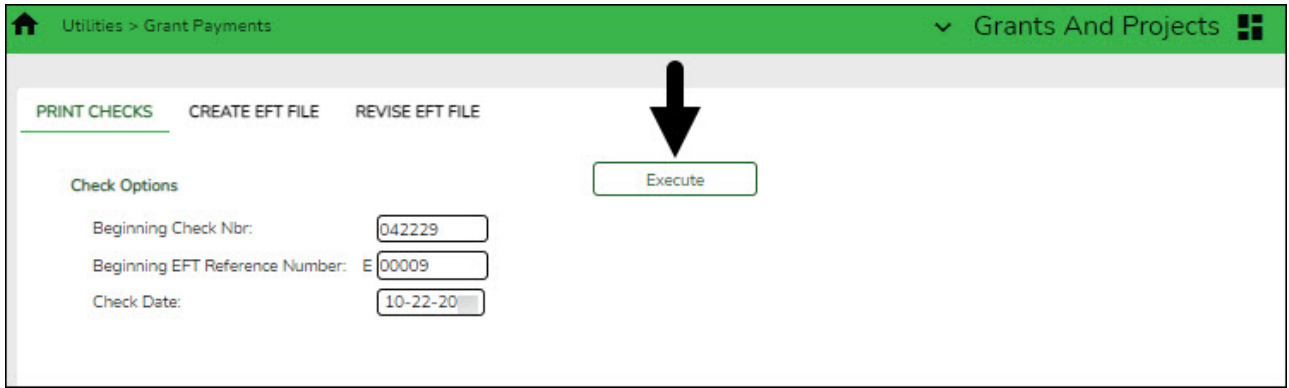 Utilities > Grant Payments
Grants And Projects
PRINT CHECKS CREATE EFT FILE REVISE EFT FILE
Execute
Check Options
Beginning Check Nbr: 042229
Beginning EFT Reference Number: E 00009
Check Date: 10-22-20